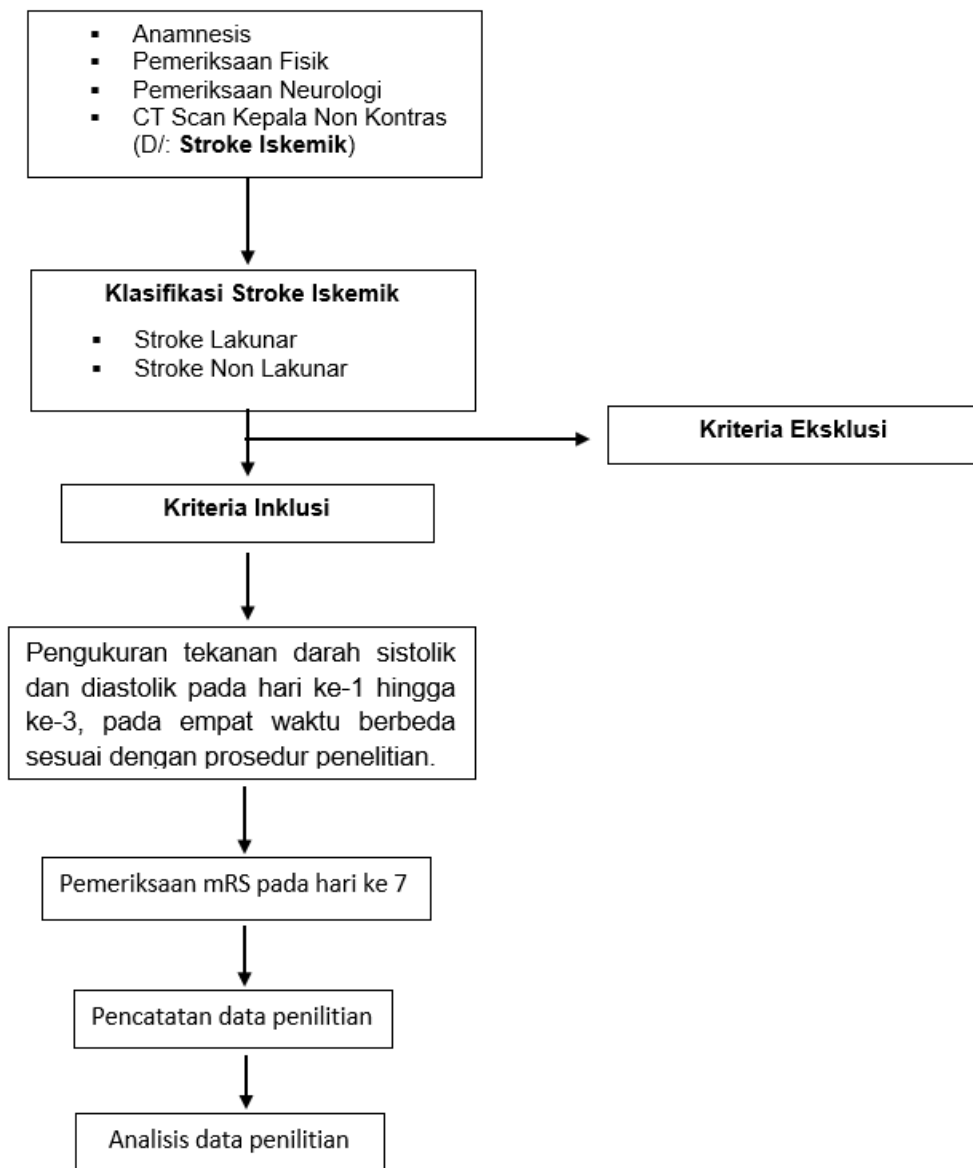 ▪ Anamnesis
▪ Pemeriksaan Fisik
▪ Pemeriksaan Neurologi
▪ CT Scan Kepala Non Kontras
(D/: Stroke Iskemik)
Klasifikasi Stroke Iskemik
▪ Stroke Lakunar
▪ Stroke Non Lakunar
Kriteria Eksklusi
Kriteria Inklusi
Pengukuran tekanan darah sistolik
dan diastolik pada hari ke-1 hingga
ke-3, pada empat waktu berbeda
sesuai dengan prosedur penelitian.
Pemeriksaan mRS pada hari ke 7
Pencatatan data penilitian
Analisis data penilitian